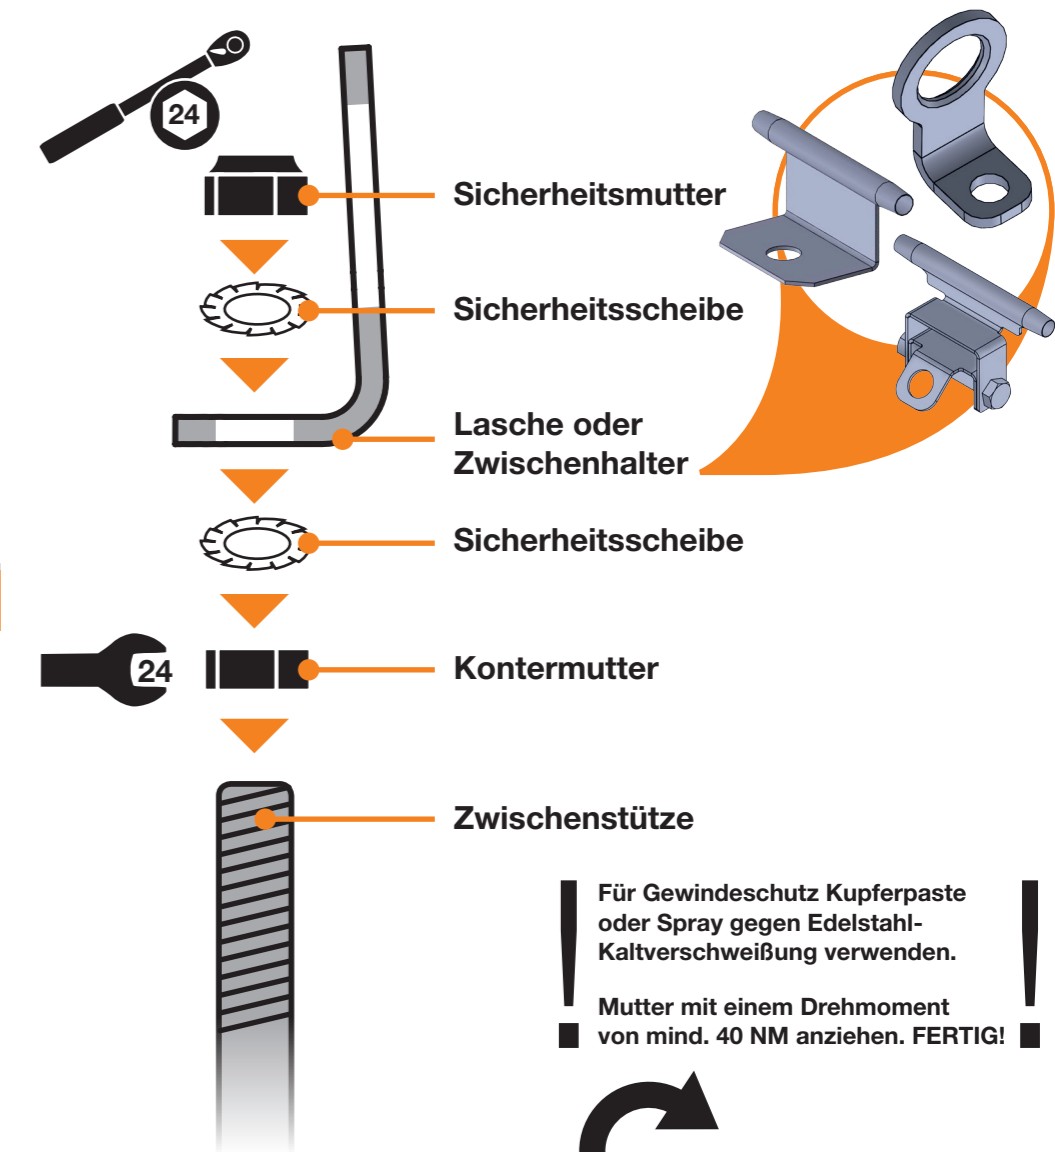 24
Sicherheitsmutter
Sicherheitsscheibe
Lasche oder
Zwischenhalter
Sicherheitsscheibe
24
Kontermutter
Zwischenstütze
Für Gewindeschutz Kupferpaste
oder Spray gegen Edelstahl-
Kaltverschweißung verwenden.
Mutter mit einem Drehmoment
von mind. 40 NM anziehen. FERTIG!